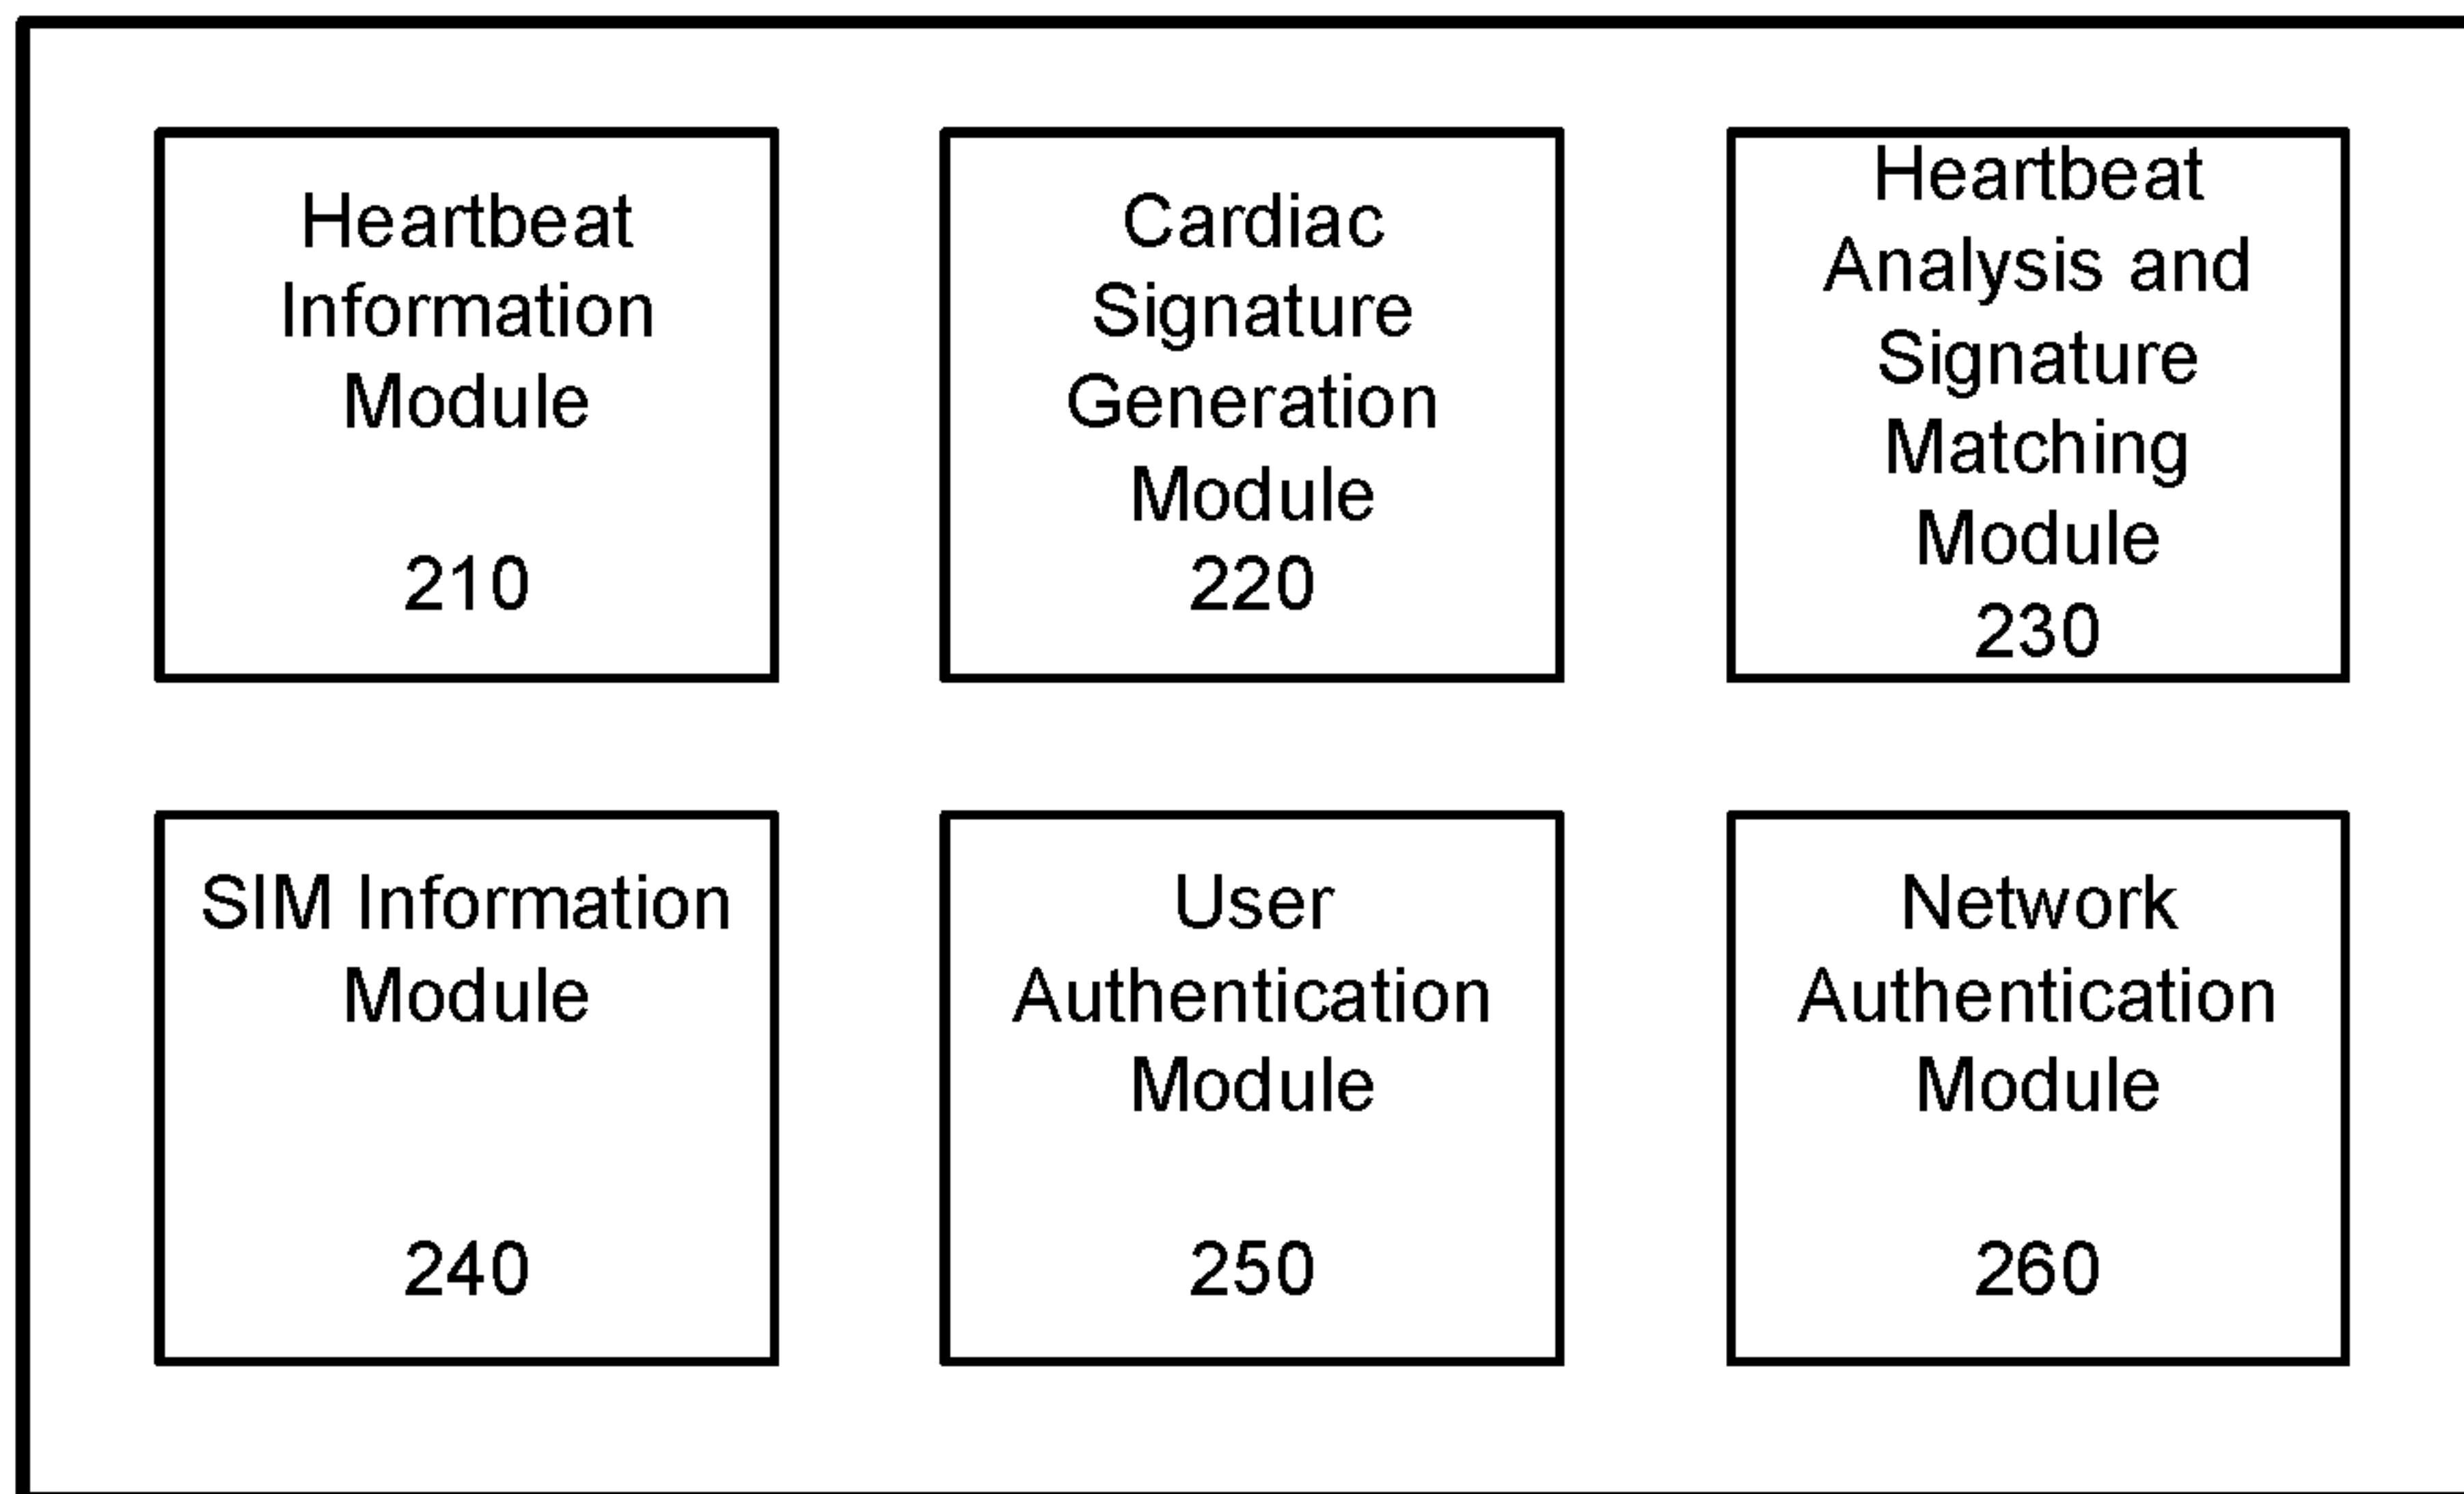 Heartbeat
Information
Module
210
Cardiac
Signature
Generation
Module
220
Heartbeat
Analysis and
Signature
Matching
Module
230
SIM Information
Module
240
User
Authentication
Module
250
Network
Authentication
Module
260